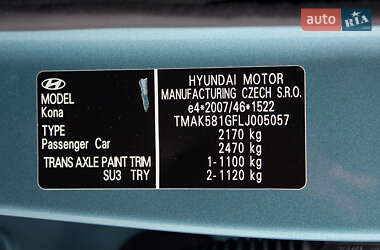 auto RIA
HYUNDAI MOTOR
MANUFACTURING CZECH S.R.O.
e4*2007/46*1522
TMAK581GFLJ005057
2170 kg
2470 kg
1-1100 kg
2-1120 kg
MODEL
Kona
TYPE
Passenger Car
TRANS AXLE PAINT TRIM
SU3 TRY